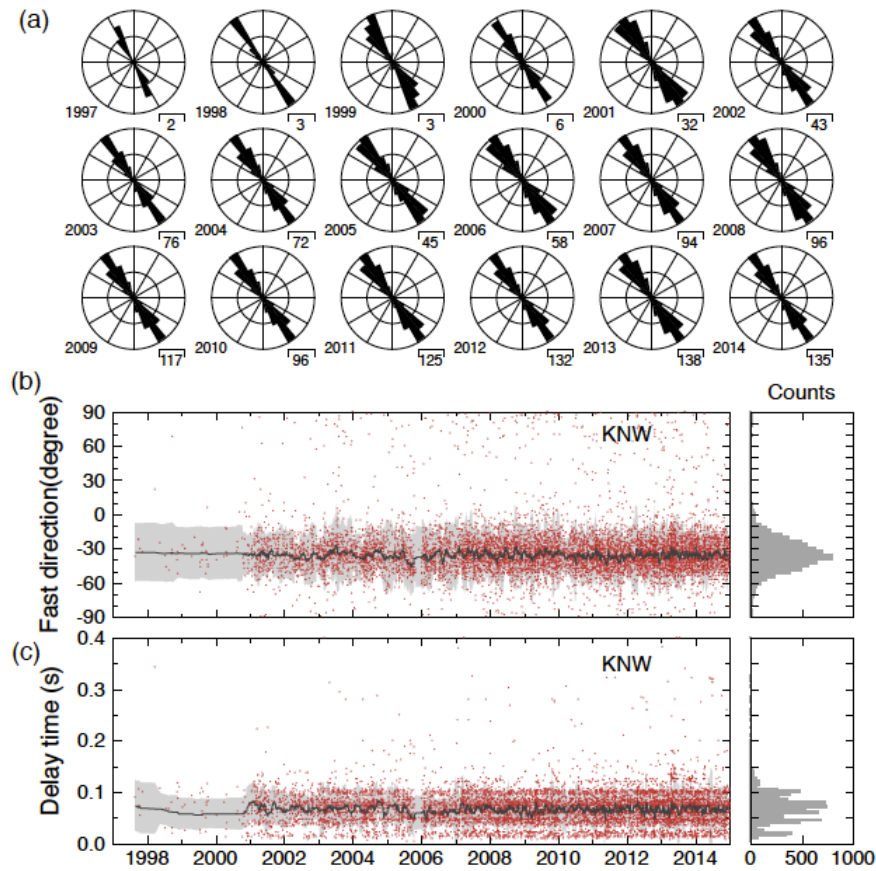 (a)
1997 2 1998 3 1999 3 2000 6 2001 32 2002 43
2003 76 2004 72 2005 45 2006 58 2007 94 2008 96
2009 117 2010 96 2011 125 2012 132 2013 138 2014 135
(b)
Counts
Fast direction(degree)
90
60
30
0
-30
-60
-90
KNW
(c)
Delay time (s)
0.4
0.3
0.2
0.1
0.0
KNW
1998 2000 2002 2004 2006 2008 2010 2012 2014
0 500 1000